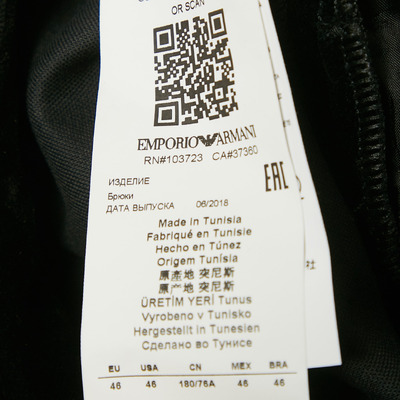 OR SCAN
EMPORIO ARMANI
RN#103723 CA#37360
EAC
ИЗДЕЛИЕ
Брюки
ДАТА ВЫПУСКА 06/2018
Made in Tunisia
Fabriqué en Tunisie
Hecho en Túnez
Origem Tunísia
原產地 突尼斯
原产地 突尼斯
ÜRETİM YERİ Tunus
Vyrobeno v Tunisko
Hergestellt in Tunesien
Сделано во Тунисе
EU USA CN MEX BRA
46 46 180/76A 46 46
社